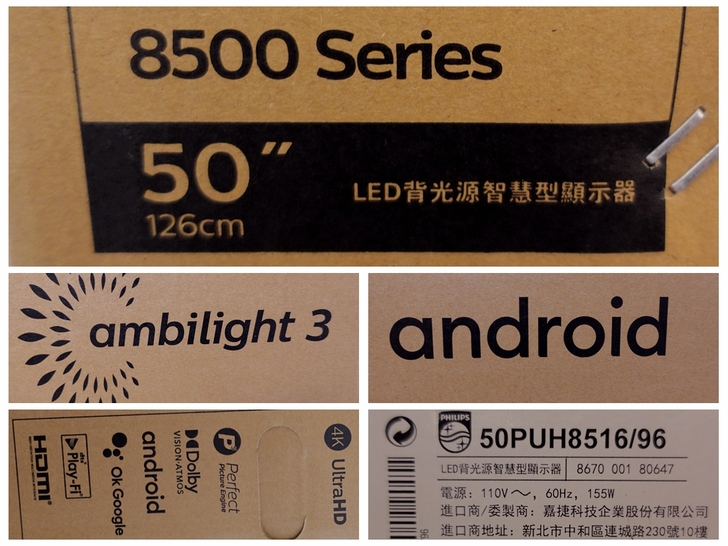 8500 Series
50″
126cm
LED背光源智慧型顯示器
ambilight 3
android
4K UltraHD
P Perfect
Picture Engine
Dolby
VISION·ATMOS
android
Ok Google
dts
Play-Fi
HDMI
PHILIPS
50PUH8516/96
LED背光源智慧型顯示器 8670 001 80647
電源：110V～, 60Hz, 155W
進口商/委製商：嘉捷科技企業股份有限公司
進口商地址：新北市中和區連城路230號10樓
96